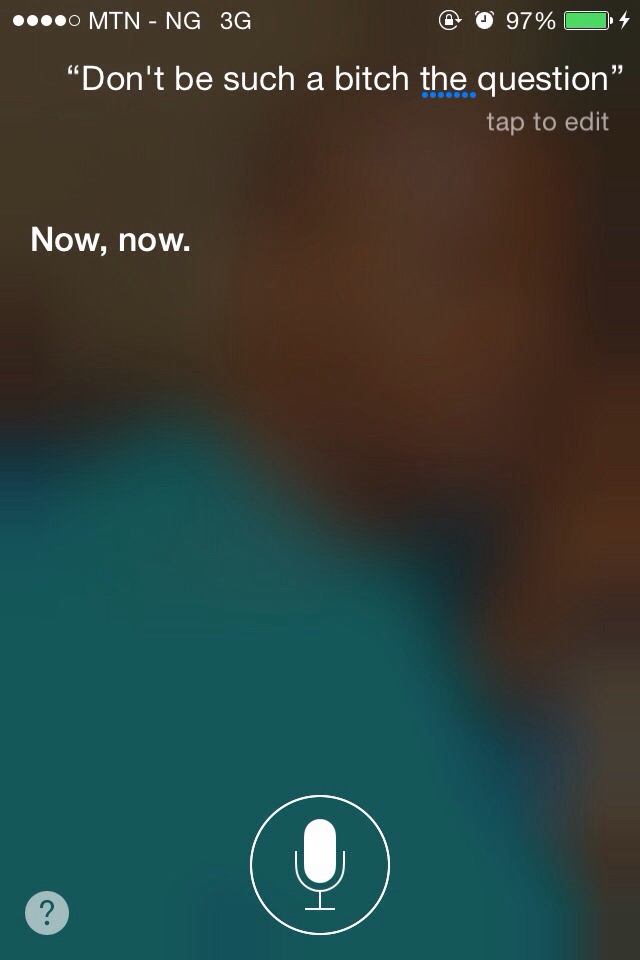 MTN - NG 3G 97%
“Don't be such a bitch the question”
tap to edit
Now, now.
?